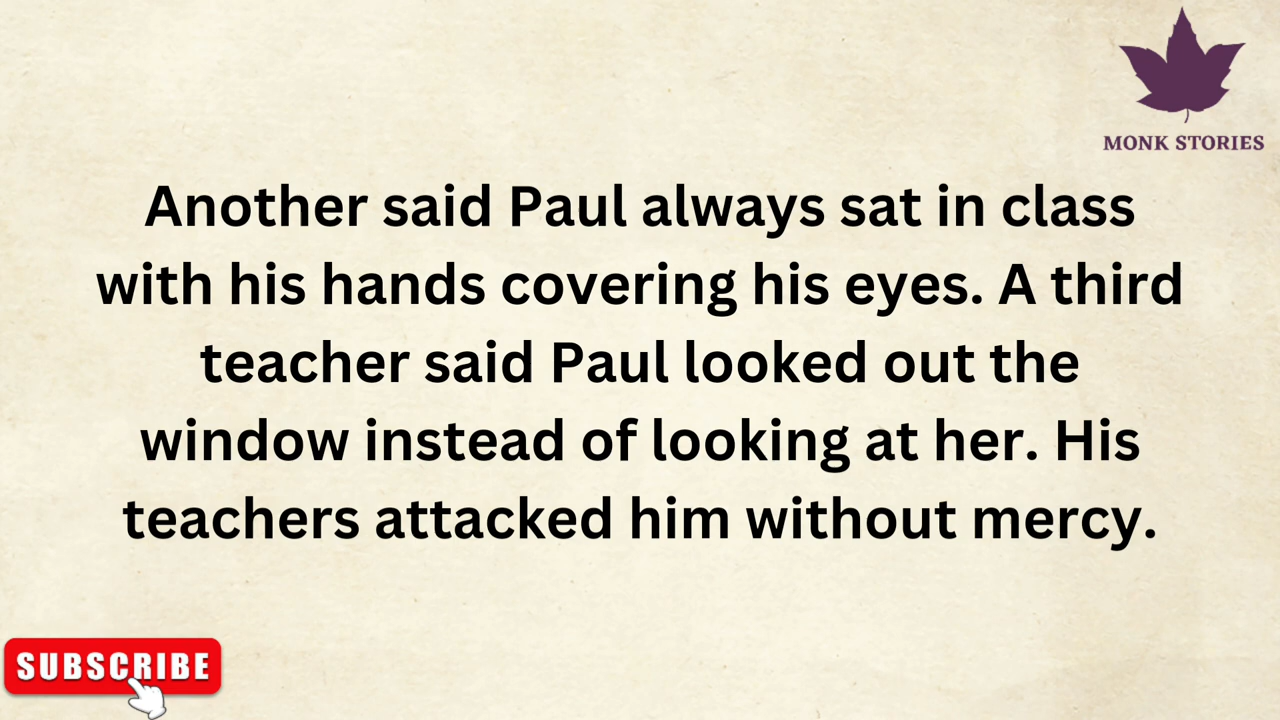 MONK STORIES
Another said Paul always sat in class
with his hands covering his eyes. A third
teacher said Paul looked out the
window instead of looking at her. His
teachers attacked him without mercy.
SUBSCRIBE